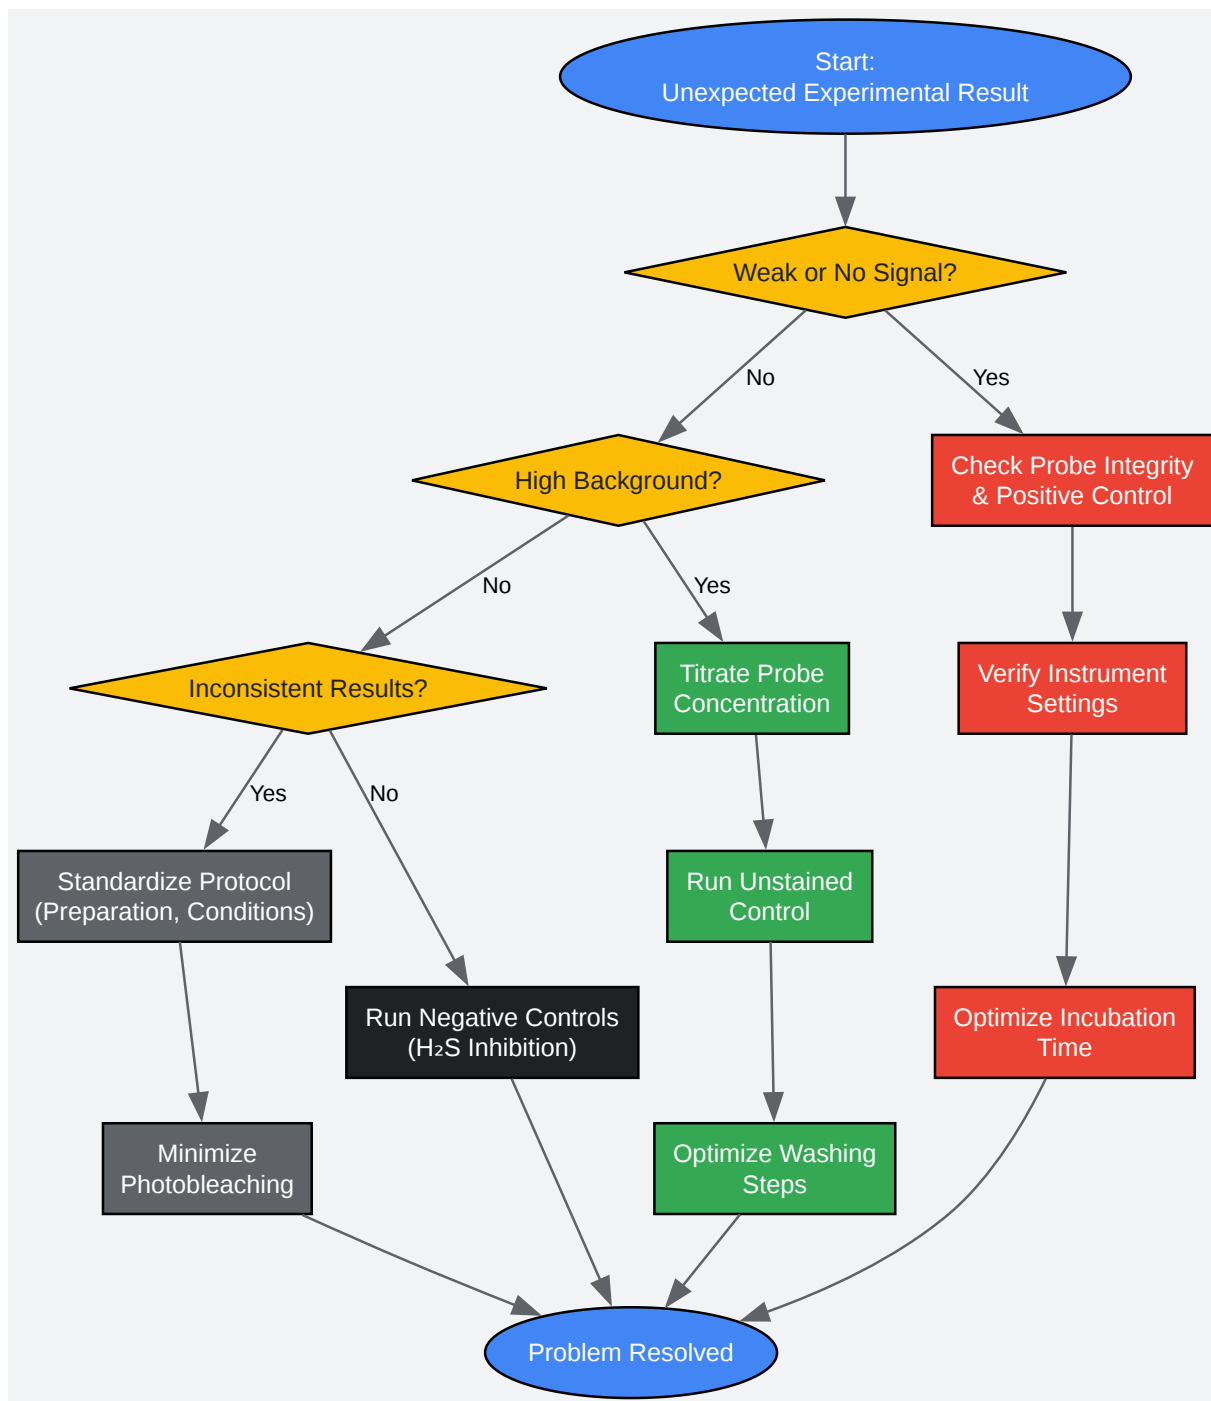 Start:
Unexpected Experimental Result
Weak or No Signal?
No
Yes
High Background?
Check Probe Integrity
& Positive Control
No
Yes
Inconsistent Results?
Titrate Probe
Concentration
Verify Instrument
Settings
Yes
No
Standardize Protocol
(Preparation, Conditions)
Run Unstained
Control
Run Negative Controls
(H₂S Inhibition)
Optimize Incubation
Time
Minimize
Photobleaching
Optimize Washing
Steps
Problem Resolved